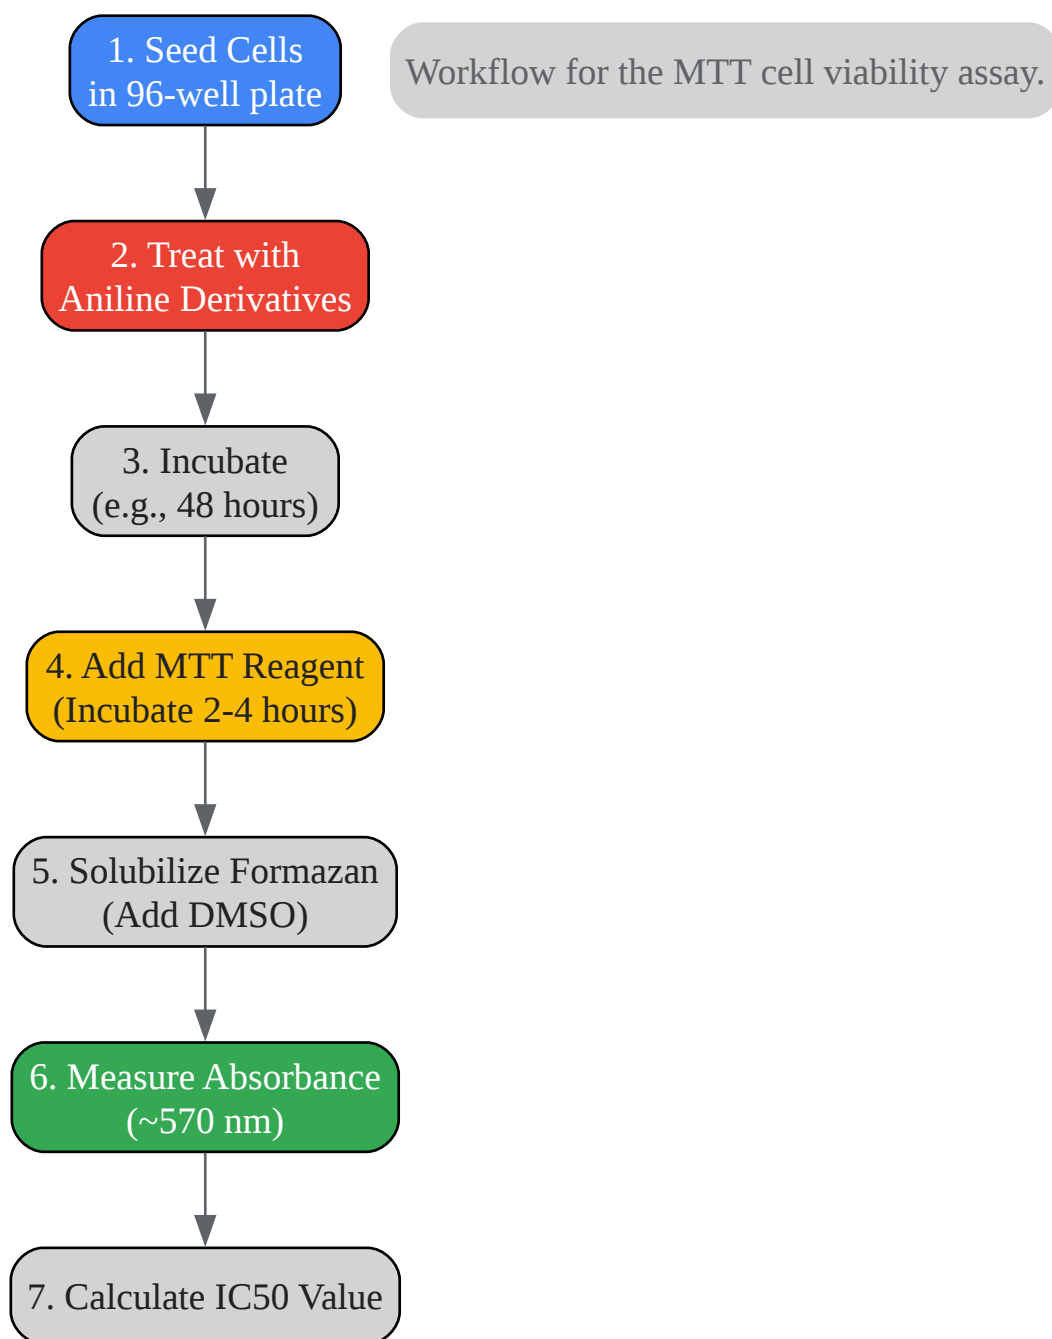 1. Seed Cells
in 96-well plate
Workflow for the MTT cell viability assay.
2. Treat with
Aniline Derivatives
3. Incubate
(e.g., 48 hours)
4. Add MTT Reagent
(Incubate 2-4 hours)
5. Solubilize Formazan
(Add DMSO)
6. Measure Absorbance
(~570 nm)
7. Calculate IC50 Value